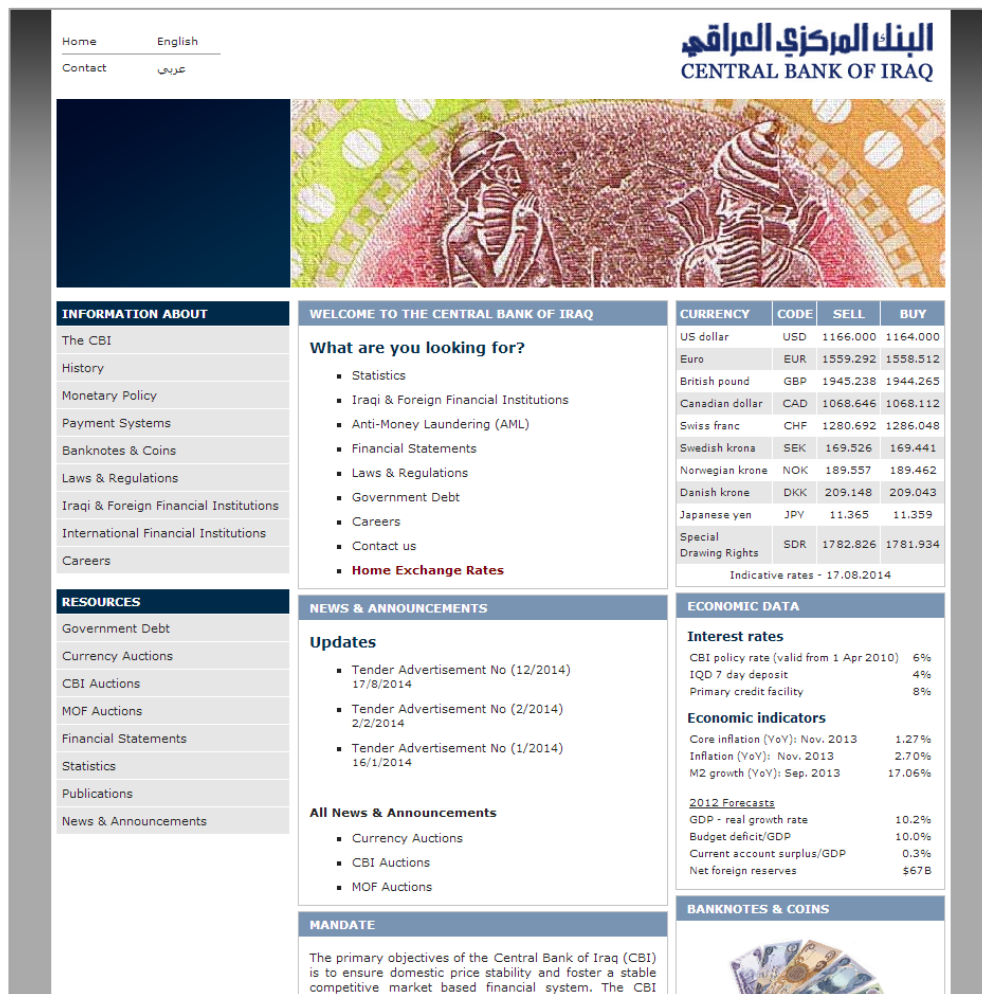 Home English
Contact عربي
البنك المركزي العراقي
CENTRAL BANK OF IRAQ
INFORMATION ABOUT
The CBI
History
Monetary Policy
Payment Systems
Banknotes & Coins
Laws & Regulations
Iraqi & Foreign Financial Institutions
International Financial Institutions
Careers
RESOURCES
Government Debt
Currency Auctions
CBI Auctions
MOF Auctions
Financial Statements
Statistics
Publications
News & Announcements
WELCOME TO THE CENTRAL BANK OF IRAQ
What are you looking for?
Statistics
Iraqi & Foreign Financial Institutions
Anti-Money Laundering (AML)
Financial Statements
Laws & Regulations
Government Debt
Careers
Contact us
Home Exchange Rates
NEWS & ANNOUNCEMENTS
Updates
Tender Advertisement No (12/2014)
17/8/2014
Tender Advertisement No (2/2014)
2/2/2014
Tender Advertisement No (1/2014)
16/1/2014
All News & Announcements
Currency Auctions
CBI Auctions
MOF Auctions
MANDATE
The primary objectives of the Central Bank of Iraq (CBI)
is to ensure domestic price stability and foster a stable
competitive market based financial system. The CBI
CURRENCY CODE SELL BUY
US dollar USD 1166.000 1164.000
Euro EUR 1559.292 1558.512
British pound GBP 1945.238 1944.265
Canadian dollar CAD 1068.646 1068.112
Swiss franc CHF 1280.692 1286.048
Swedish krona SEK 169.526 169.441
Norwegian krone NOK 189.557 189.462
Danish krone DKK 209.148 209.043
Japanese yen JPY 11.365 11.359
Special
Drawing Rights SDR 1782.826 1781.934
Indicative rates - 17.08.2014
ECONOMIC DATA
Interest rates
CBI policy rate (valid from 1 Apr 2010) 6%
IQD 7 day deposit 4%
Primary credit facility 8%
Economic indicators
Core inflation (YoY): Nov. 2013 1.27%
Inflation (YoY): Nov. 2013 2.70%
M2 growth (YoY): Sep. 2013 17.06%
2012 Forecasts
GDP - real growth rate 10.2%
Budget deficit/GDP 10.0%
Current account surplus/GDP 0.3%
Net foreign reserves $67B
BANKNOTES & COINS